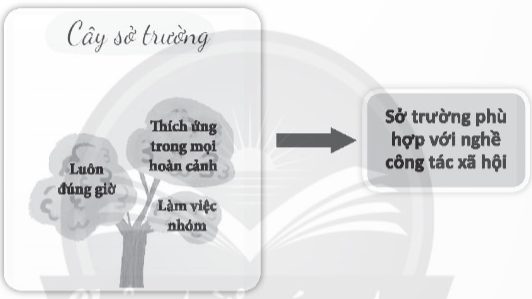 Cây sở trường
Thích ứng
trong mọi
hoàn cảnh
Luôn
đúng giờ
Làm việc
nhóm
Sở trường phù
hợp với nghề
công tác xã hội